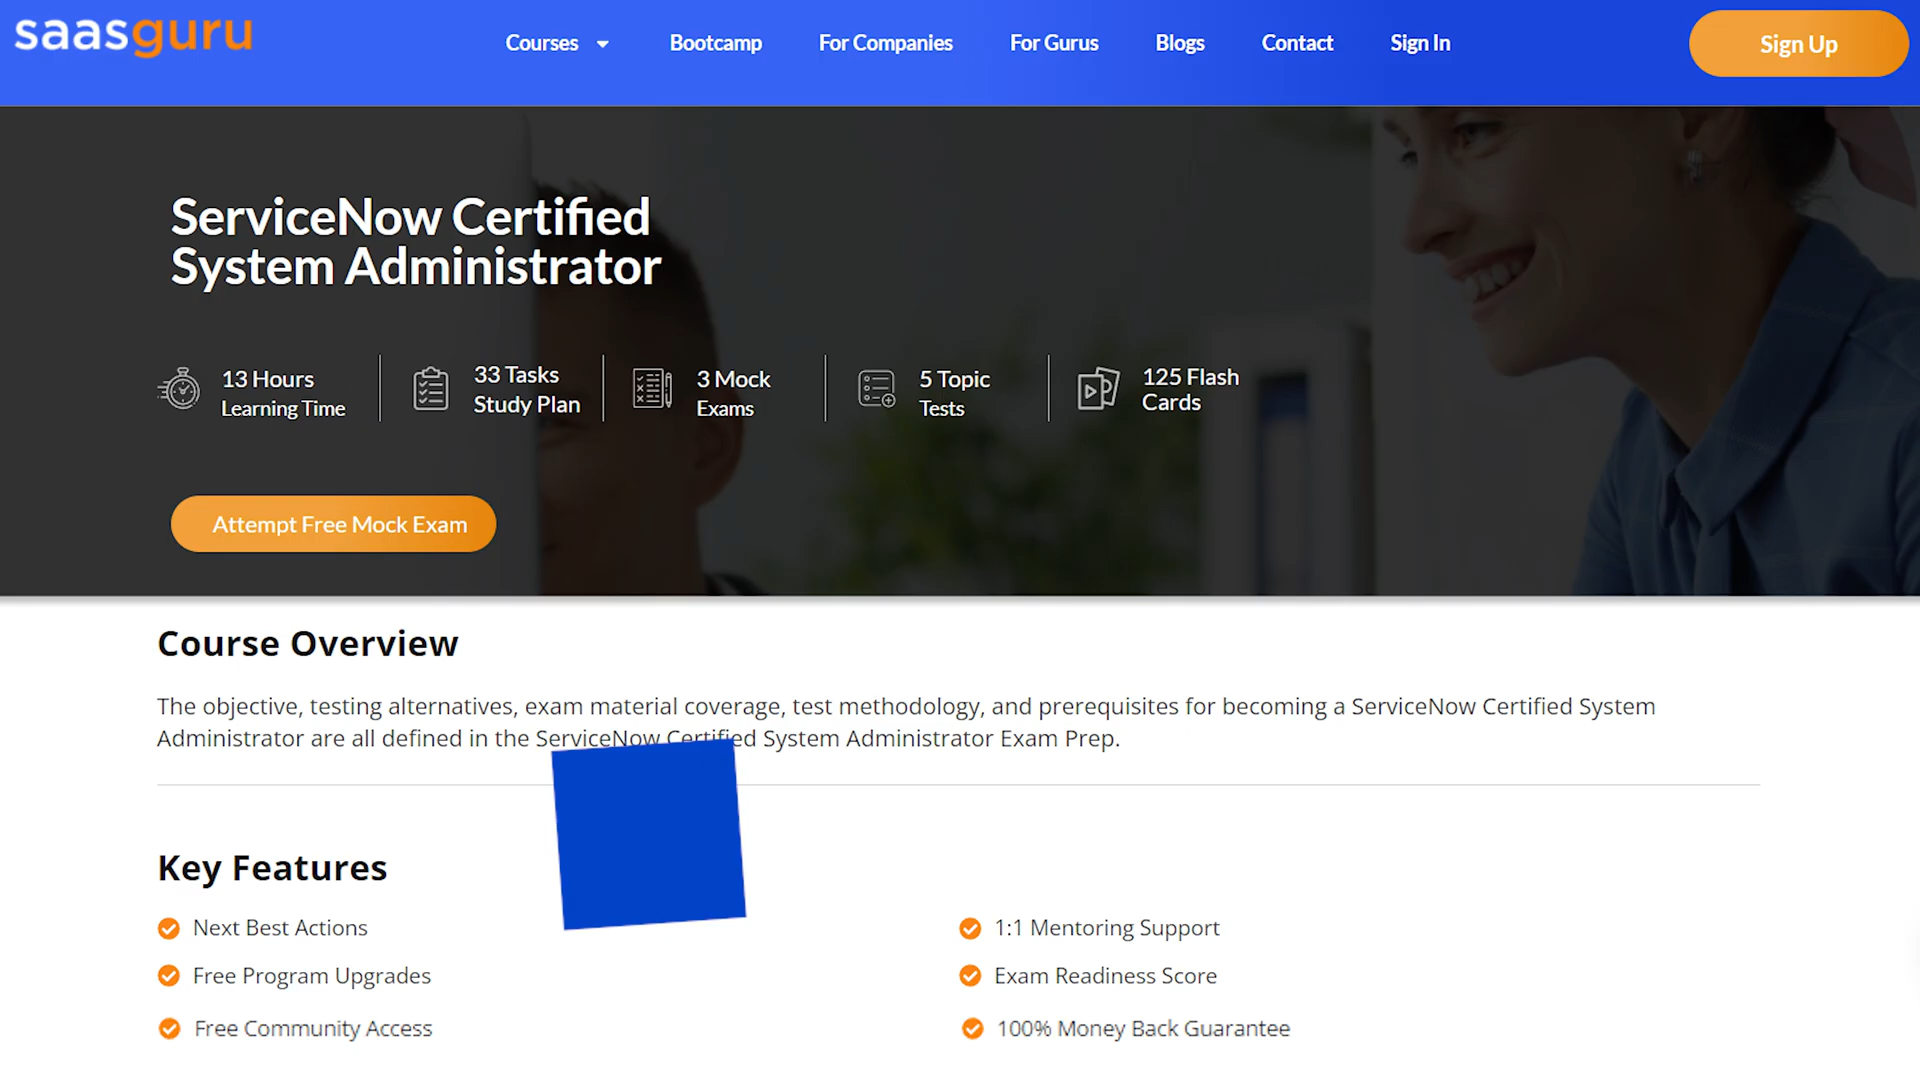 saasguru
Courses
Bootcamp
For Companies
For Gurus
Blogs
Contact
Sign In
Sign Up
ServiceNow Certified
System Administrator
13 Hours
Learning Time
33 Tasks
Study Plan
3 Mock
Exams
5 Topic
Tests
125 Flash
Cards
Attempt Free Mock Exam
Course Overview
The objective, testing alternatives, exam material coverage, test methodology, and prerequisites for becoming a ServiceNow Certified System
Administrator are all defined in the ServiceNow Certified System Administrator Exam Prep.
Key Features
Next Best Actions
Free Program Upgrades
Free Community Access
1:1 Mentoring Support
Exam Readiness Score
100% Money Back Guarantee